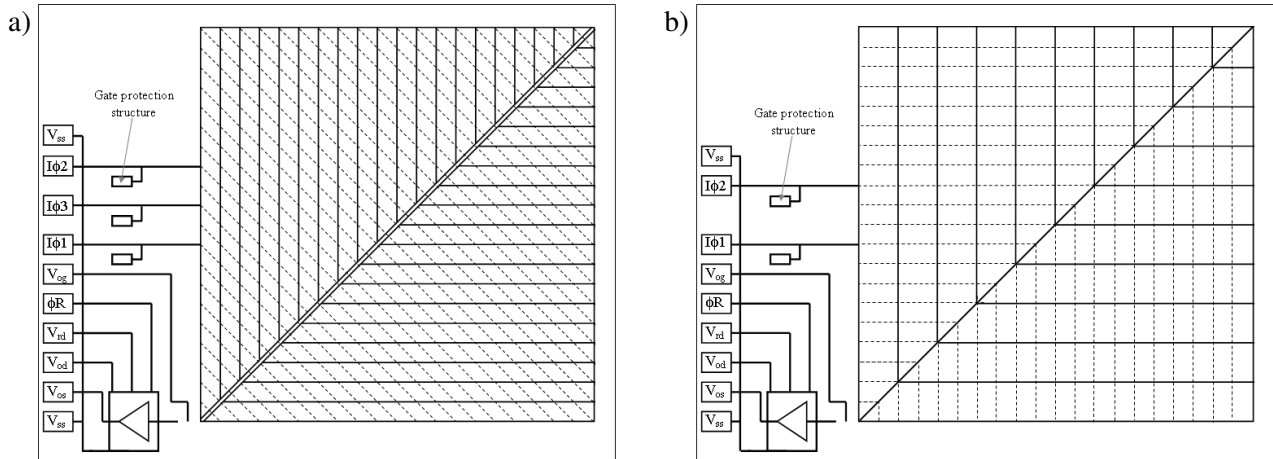 a)
Gate protection
structure
Vss
Iϕ2
Iϕ3
Iϕ1
Vog
ϕR
Vrd
Vod
Vos
Vss
b)
Gate protection
structure
Vss
Iϕ2
Iϕ1
Vog
ϕR
Vrd
Vod
Vos
Vss